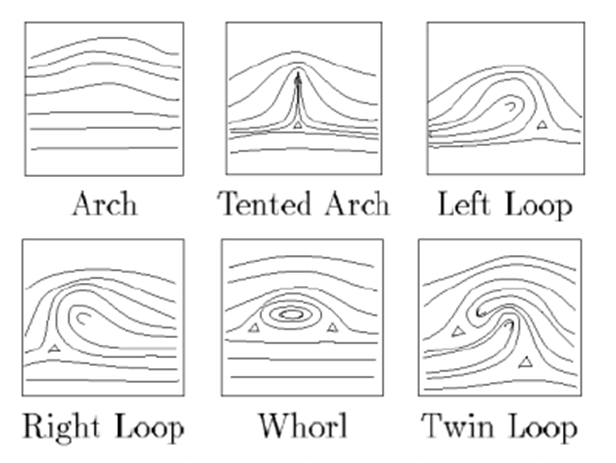 Arch
Tented Arch
Left Loop
Right Loop
Whorl
Twin Loop